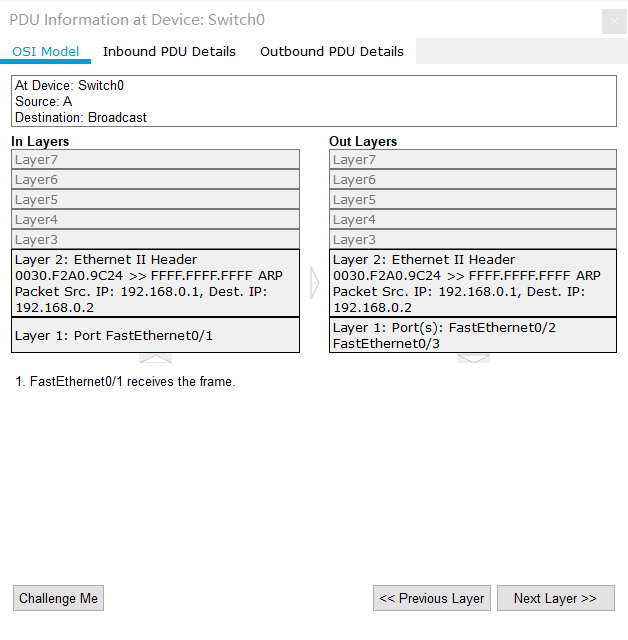 PDU Information at Device: Switch0
OSI Model Inbound PDU Details Outbound PDU Details
At Device: Switch0
Source: A
Destination: Broadcast
In Layers
Layer7
Layer6
Layer5
Layer4
Layer3
Layer 2: Ethernet II Header
0030.F2A0.9C24 >> FFFF.FFFF.FFFF ARP
Packet Src. IP: 192.168.0.1, Dest. IP:
192.168.0.2
Layer 1: Port FastEthernet0/1
Out Layers
Layer7
Layer6
Layer5
Layer4
Layer3
Layer 2: Ethernet II Header
0030.F2A0.9C24 >> FFFF.FFFF.FFFF ARP
Packet Src. IP: 192.168.0.1, Dest. IP:
192.168.0.2
Layer 1: Port(s): FastEthernet0/2
FastEthernet0/3
1. FastEthernet0/1 receives the frame.
Challenge Me << Previous Layer Next Layer >>